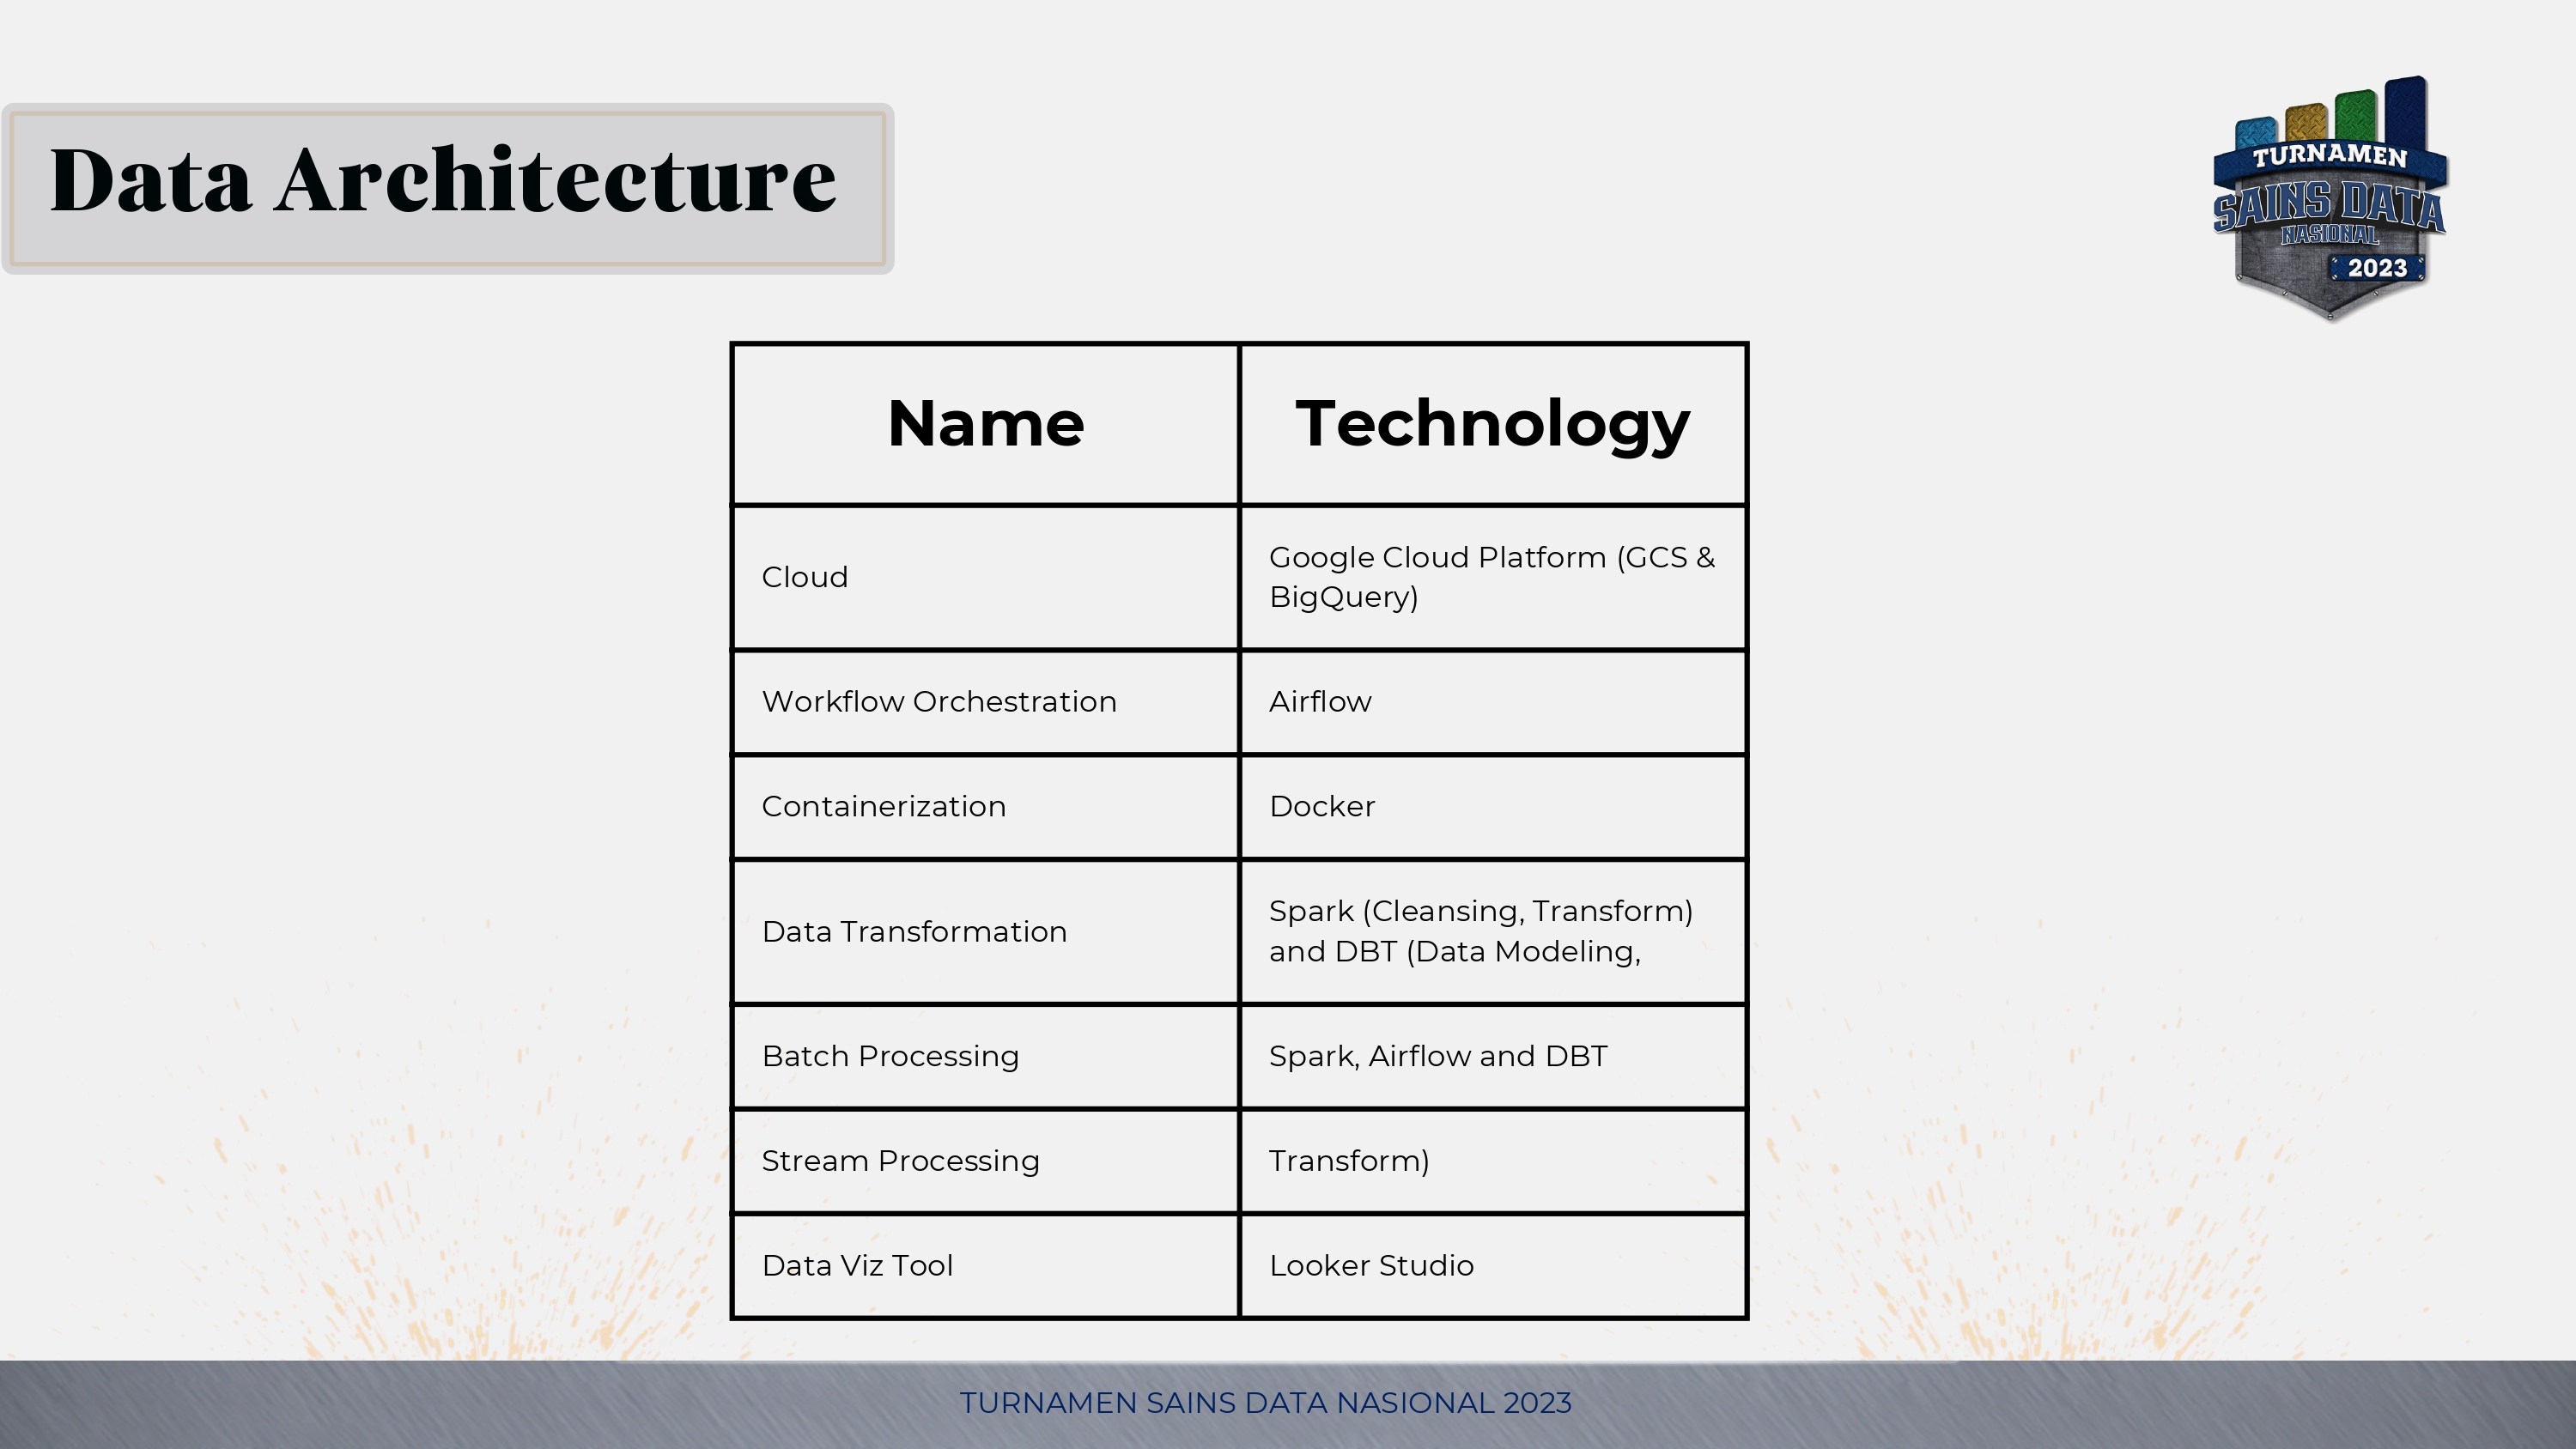 Data Architecture
TURNAMEN
SAINS DATA
NASIONAL
2023
Name
Technology
Cloud
Google Cloud Platform (GCS &
BigQuery)
Workflow Orchestration
Airflow
Containerization
Docker
Data Transformation
Spark (Cleansing, Transform)
and DBT (Data Modeling,
Batch Processing
Spark, Airflow and DBT
Stream Processing
Transform)
Data Viz Tool
Looker Studio
TURNAMEN SAINS DATA NASIONAL 2023